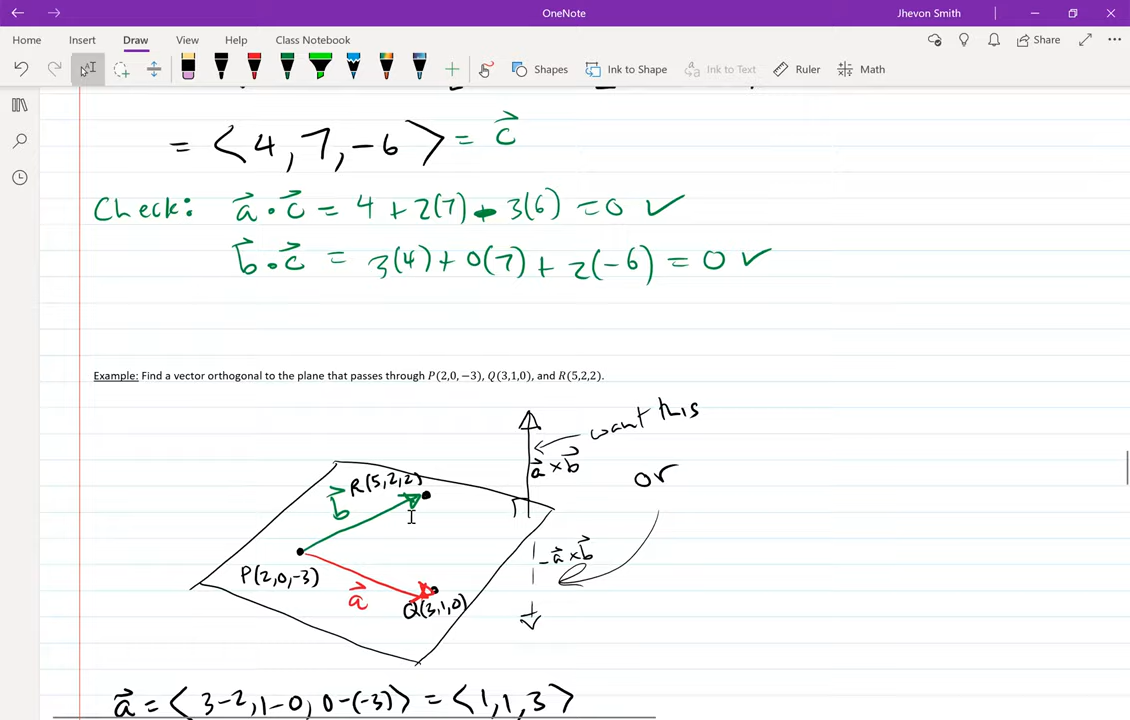 OneNote
Jhevon Smith
Home Insert Draw View Help Class Notebook
Share
Shapes Ink to Shape Ink to Text Ruler Math
= ⟨4, 7, -6⟩ = c⃗
Check: a⃗ · c⃗ = 4 + 2(7) - 3(6) = 0 ✓
b⃗ · c⃗ = 3(4) + 0(7) + 2(-6) = 0 ✓
Example: Find a vector orthogonal to the plane that passes through P(2,0,−3), Q(3,1,0), and R(5,2,2).
want this
a⃗ × b⃗
or
R(5,2,2)
b⃗
-a⃗ × b⃗
P(2,0,-3)
a⃗
Q(3,1,0)
a⃗ = ⟨3-2, 1-0, 0-(-3)⟩ = ⟨1, 1, 3⟩